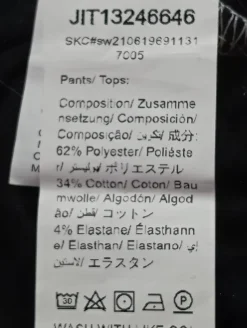 JIT13246646
SKC#sw210619691131
7005
Pants/ Tops:
Composition/ Zusamme
nsetzung/ Composición/
Composição/ تكوين/ 成分:
62% Polyester/ Poliéste
r/ بوليستر/ ポリエステル
34% Cotton/ Coton/ Bau
mwolle/ Algodón/ Algod
ão/ قطن/ コットン
4% Elastane/ Élasthann
e/ Elasthan/ Elastano/ إي
لاستين/ エラスタン
30
P